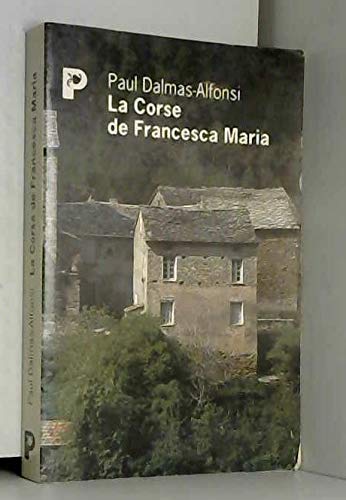 P
Paul Dalmas-Alfonsi
La Corse
de Francesca Maria
Paul Dalmas-Alfonsi La Corse de Francesca Maria
P